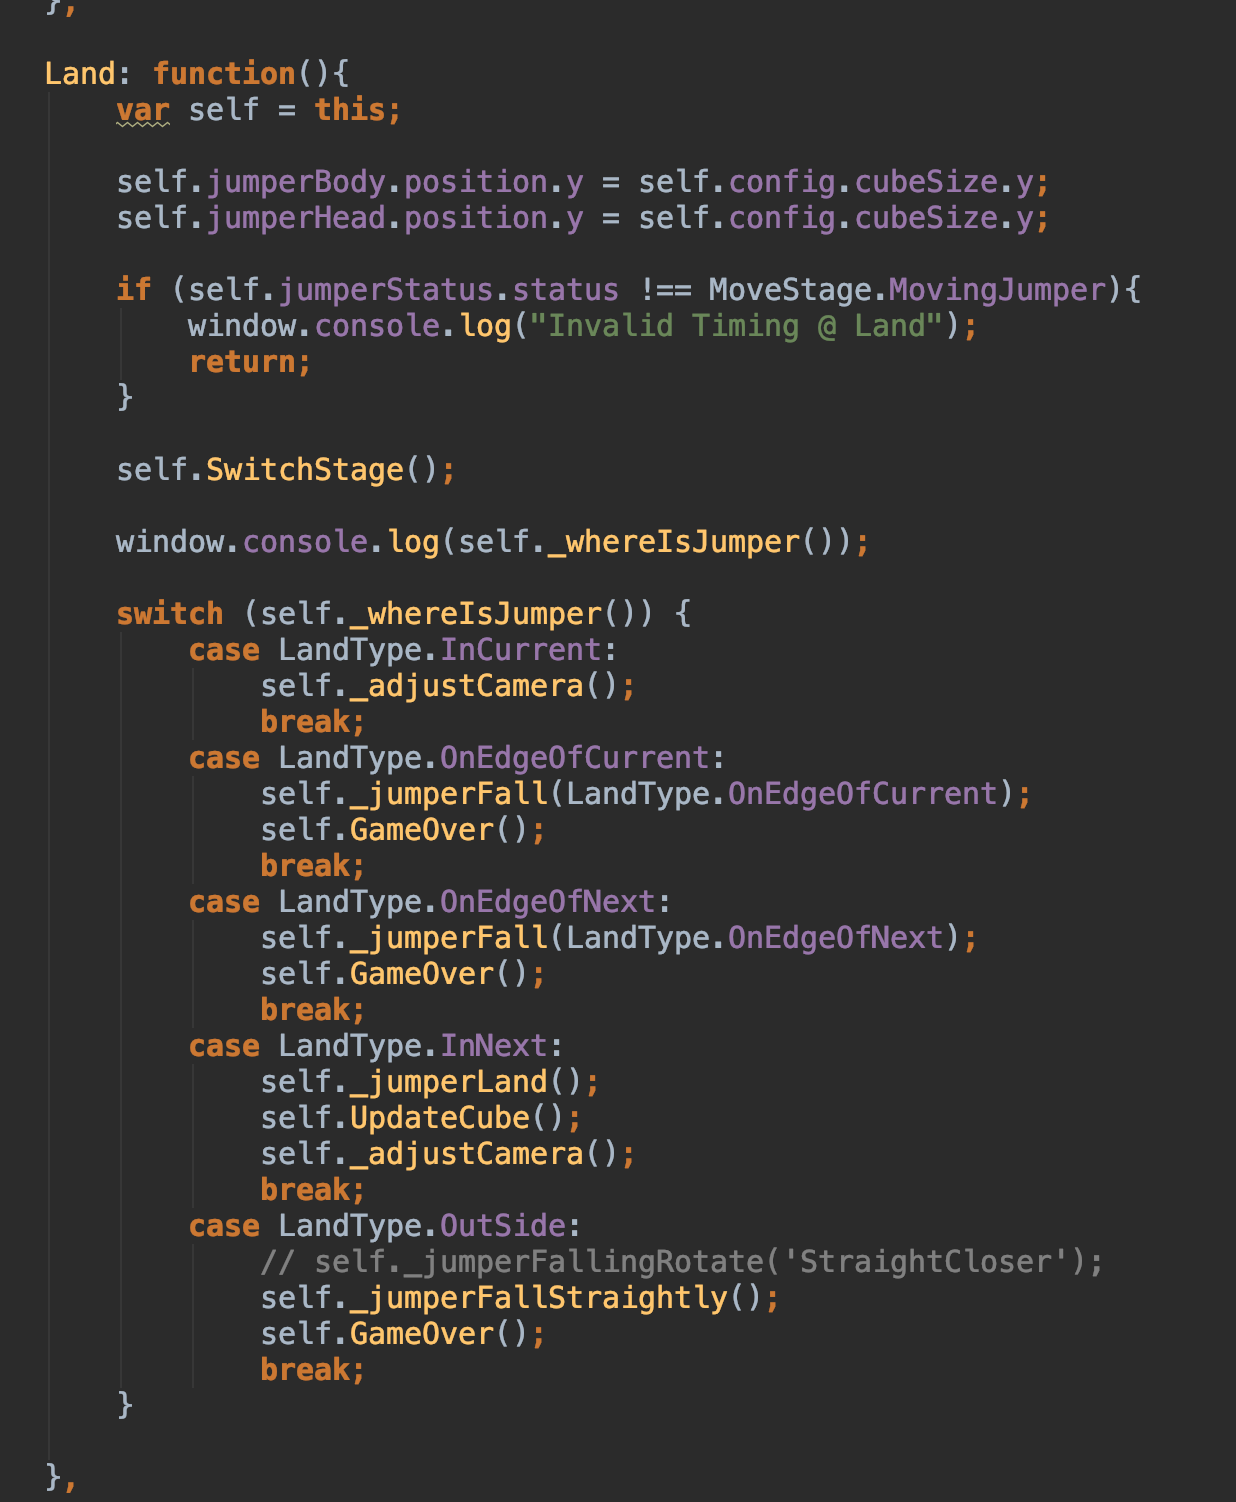 },
Land: function(){
var self = this;
self.jumperBody.position.y = self.config.cubeSize.y;
self.jumperHead.position.y = self.config.cubeSize.y;
if (self.jumperStatus.status !== MoveStage.MovingJumper){
window.console.log("Invalid Timing @ Land");
return;
}
self.SwitchStage();
window.console.log(self._whereIsJumper());
switch (self._whereIsJumper()) {
case LandType.InCurrent:
self._adjustCamera();
break;
case LandType.OnEdgeOfCurrent:
self._jumperFall(LandType.OnEdgeOfCurrent);
self.GameOver();
break;
case LandType.OnEdgeOfNext:
self._jumperFall(LandType.OnEdgeOfNext);
self.GameOver();
break;
case LandType.InNext:
self._jumperLand();
self.UpdateCube();
self._adjustCamera();
break;
case LandType.OutSide:
// self._jumperFallingRotate('StraightCloser');
self._jumperFallStraightly();
self.GameOver();
break;
}
},